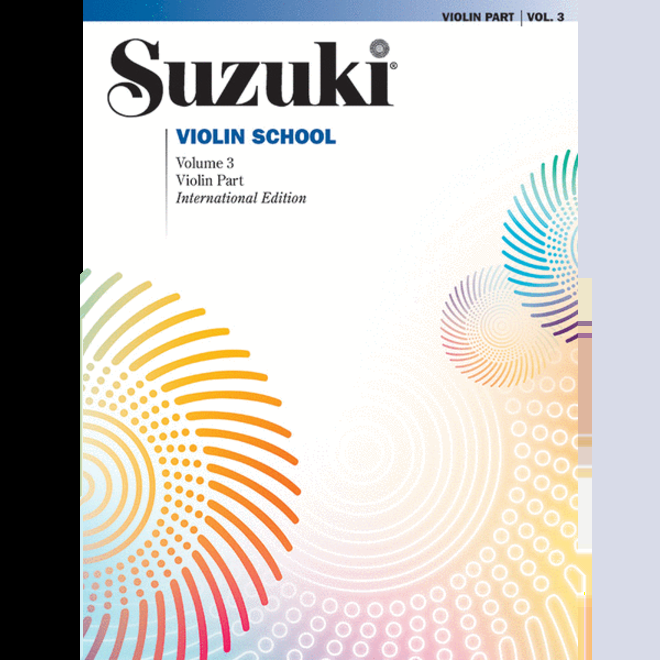 VIOLIN PART | VOL. 3
Suzuki®
VIOLIN SCHOOL
Volume 3
Violin Part
International Edition